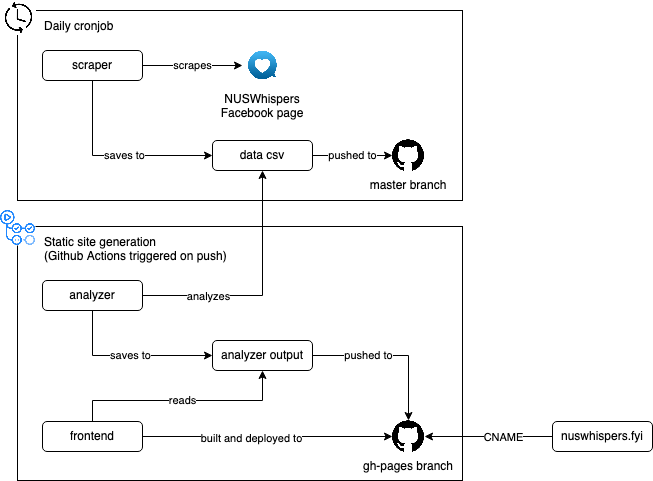 Daily cronjob
scraper
scrapes
NUSWhispers
Facebook page
saves to
data csv
pushed to
master branch
Static site generation
(Github Actions triggered on push)
analyzer
analyzes
saves to
analyzer output
pushed to
reads
frontend
built and deployed to
gh-pages branch
CNAME
nuswhispers.fyi